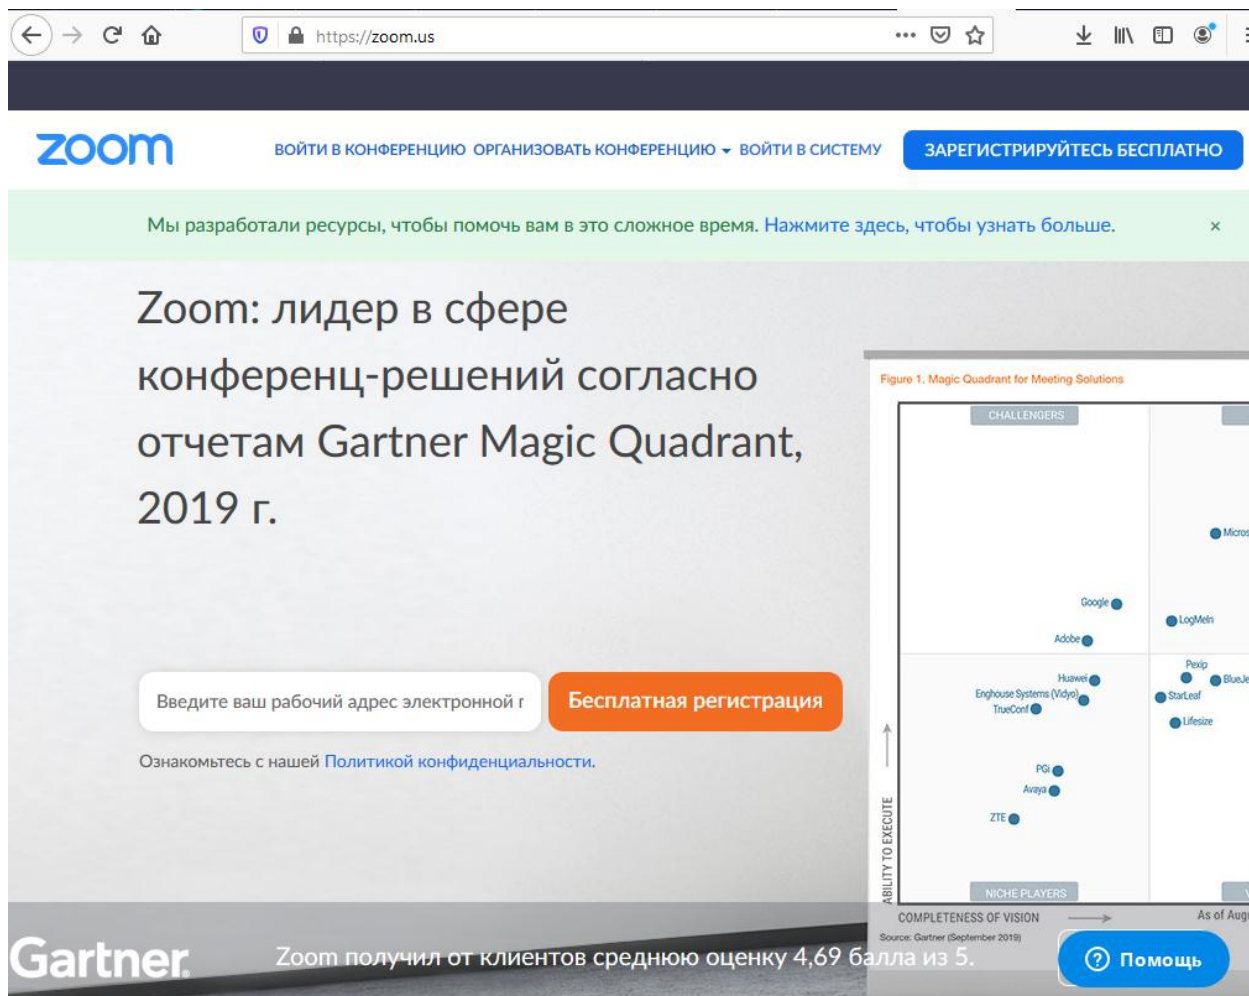 https://zoom.us
zoom
ВОЙТИ В КОНФЕРЕНЦИЮ ОРГАНИЗОВАТЬ КОНФЕРЕНЦИЮ ВОЙТИ В СИСТЕМУ ЗАРЕГИСТРИРУЙТЕСЬ БЕСПЛАТНО
Мы разработали ресурсы, чтобы помочь вам в это сложное время. Нажмите здесь, чтобы узнать больше. ×
Zoom: лидер в сфере
конференц-решений согласно
отчетам Gartner Magic Quadrant,
2019 г.
Введите ваш рабочий адрес электронной г
Бесплатная регистрация
Ознакомьтесь с нашей Политикой конфиденциальности.
Figure 1. Magic Quadrant for Meeting Solutions
CHALLENGERS
Micros
Google
LogMeIn
Adobe
Pexip
Huawei
BlueJe
Enghouse Systems (Vidyo)
StarLeaf
TrueConf
Lifesize
PGi
Avaya
ZTE
ABILITY TO EXECUTE
NICHE PLAYERS
V
COMPLETENESS OF VISION
As of Aug
Source: Gartner (September 2019)
Gartner.
Zoom получил от клиентов среднюю оценку 4,69 балла из 5.
Помощь